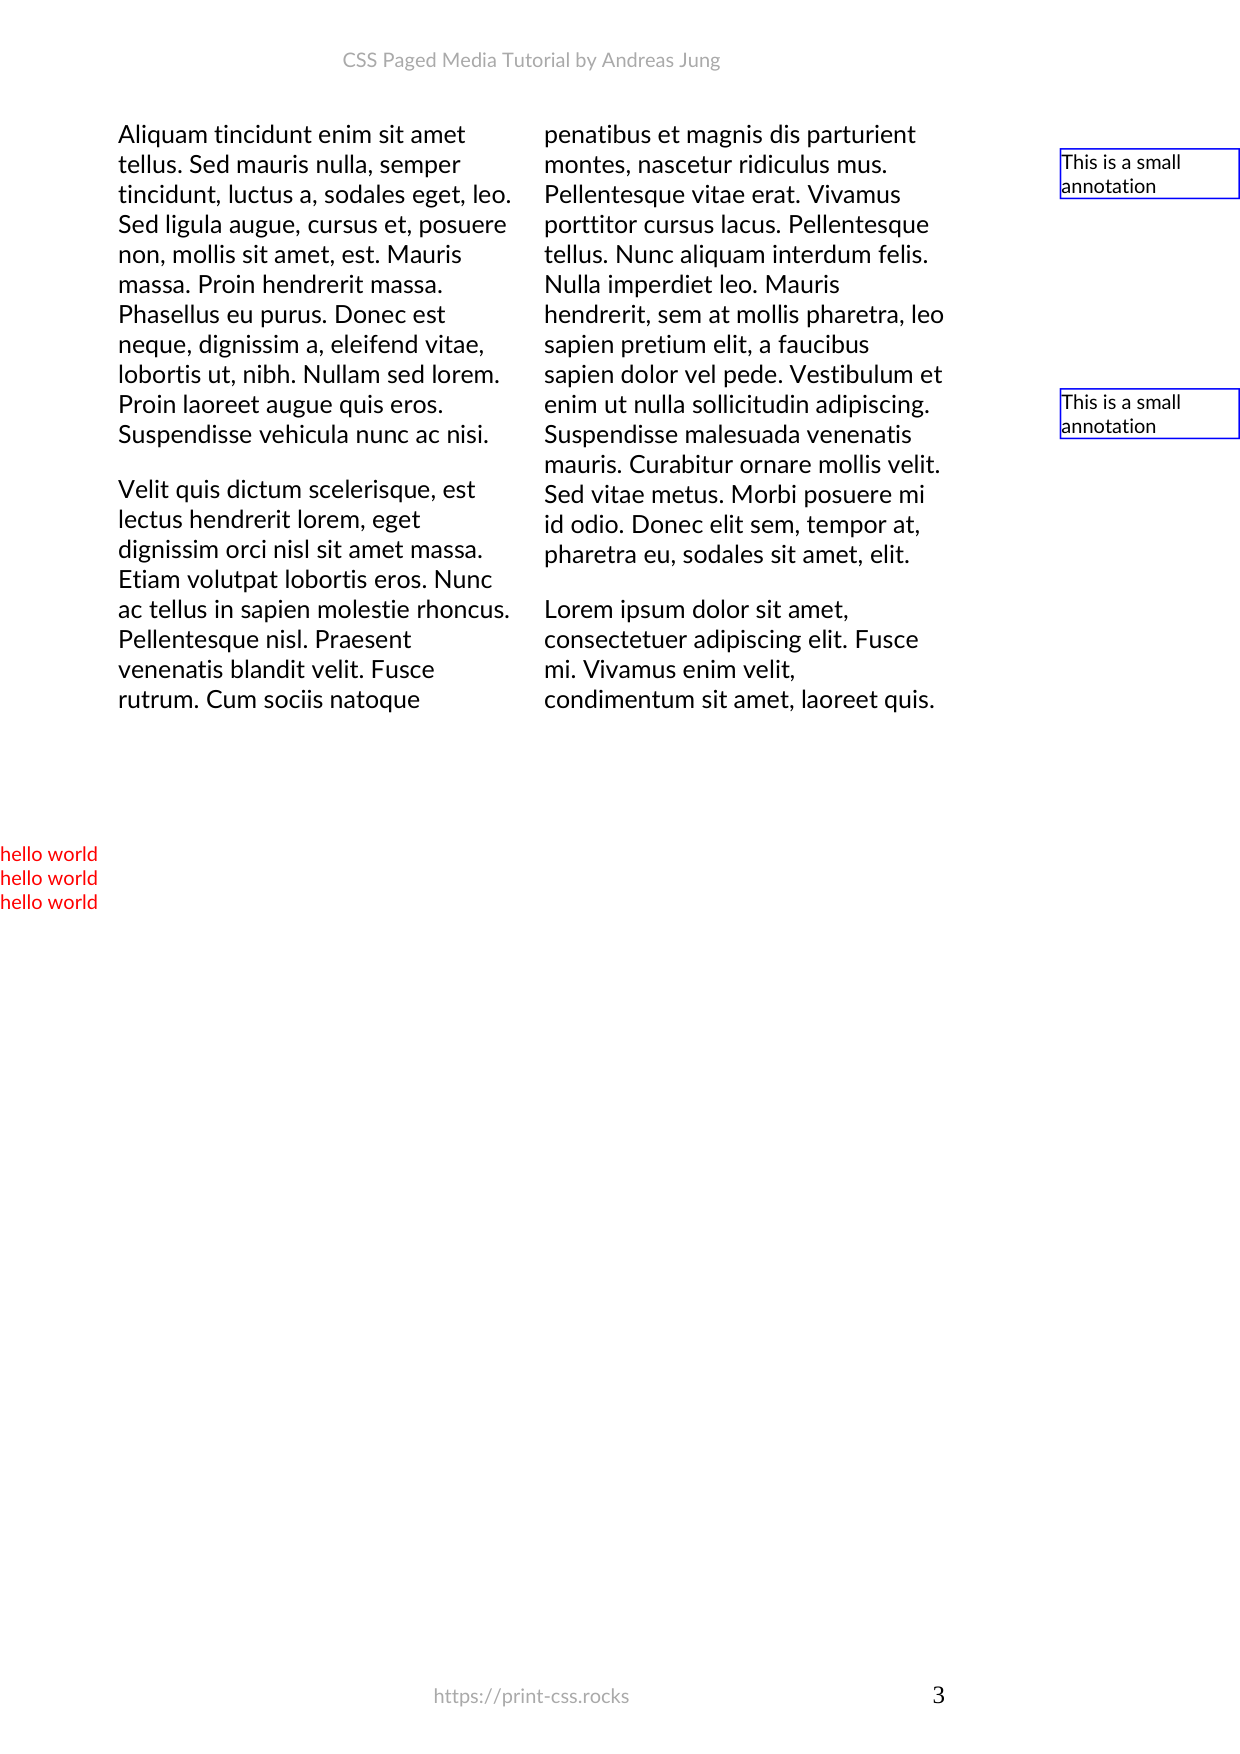 CSS Paged Media Tutorial by Andreas Jung
Aliquam tincidunt enim sit amet
tellus. Sed mauris nulla, semper
tincidunt, luctus a, sodales eget, leo.
Sed ligula augue, cursus et, posuere
non, mollis sit amet, est. Mauris
massa. Proin hendrerit massa.
Phasellus eu purus. Donec est
neque, dignissim a, eleifend vitae,
lobortis ut, nibh. Nullam sed lorem.
Proin laoreet augue quis eros.
Suspendisse vehicula nunc ac nisi.
Velit quis dictum scelerisque, est
lectus hendrerit lorem, eget
dignissim orci nisl sit amet massa.
Etiam volutpat lobortis eros. Nunc
ac tellus in sapien molestie rhoncus.
Pellentesque nisl. Praesent
venenatis blandit velit. Fusce
rutrum. Cum sociis natoque
penatibus et magnis dis parturient
montes, nascetur ridiculus mus.
Pellentesque vitae erat. Vivamus
porttitor cursus lacus. Pellentesque
tellus. Nunc aliquam interdum felis.
Nulla imperdiet leo. Mauris
hendrerit, sem at mollis pharetra, leo
sapien pretium elit, a faucibus
sapien dolor vel pede. Vestibulum et
enim ut nulla sollicitudin adipiscing.
Suspendisse malesuada venenatis
mauris. Curabitur ornare mollis velit.
Sed vitae metus. Morbi posuere mi
id odio. Donec elit sem, tempor at,
pharetra eu, sodales sit amet, elit.
Lorem ipsum dolor sit amet,
consectetuer adipiscing elit. Fusce
mi. Vivamus enim velit,
condimentum sit amet, laoreet quis.
This is a small
annotation
This is a small
annotation
hello world
hello world
hello world
https://print-css.rocks
3